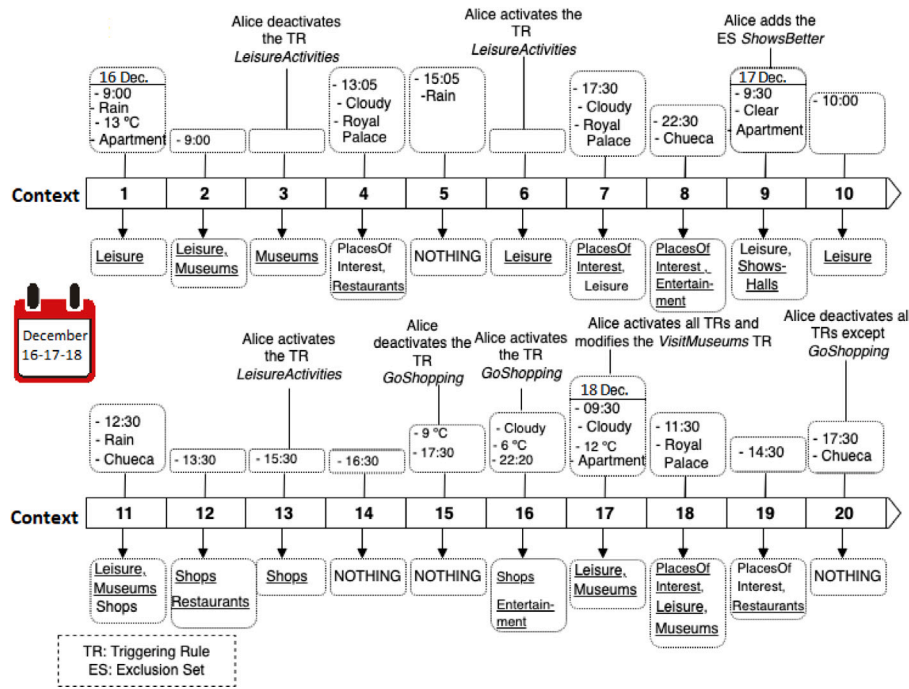 Alice deactivates
the TR
LeisureActivities
Alice activates the
TR
LeisureActivities
Alice adds the
ES ShowsBetter
16 Dec.
- 9:00
- Rain
- 13 ºC
- Apartment
- 9:00
- 13:05
- Cloudy
- Royal
Palace
- 15:05
-Rain
- 17:30
- Cloudy
- Royal
Palace
- 22:30
- Chueca
17 Dec.
- 9:30
- Clear
- Apartment
- 10:00
Context
1
2
3
4
5
6
7
8
9
10
Leisure
Leisure,
Museums
Museums
PlacesOf
Interest,
Restaurants
NOTHING
Leisure
PlacesOf
Interest,
Leisure
PlacesOf
Interest ,
Entertain-
ment
Leisure,
Shows-
Halls
Leisure
December
16-17-18
Alice activates
the TR
LeisureActivities
Alice
deactivates the
TR
GoShopping
Alice
activates the
TR
GoShopping
Alice activates all TRs and
modifies the VisitMuseums TR
Alice deactivates al
TRs except
GoShopping
- 12:30
- Rain
- Chueca
- 13:30
- 15:30
- 16:30
- 9 ºC
- 17:30
- Cloudy
- 6 ºC
- 22:20
18 Dec.
- 09:30
- Cloudy
- 12 ºC
- Apartment
- 11:30
- Royal
Palace
- 14:30
- 17:30
- Chueca
Context
11
12
13
14
15
16
17
18
19
20
Leisure,
Museums
Shops
Shops
Restaurants
Shops
NOTHING
NOTHING
Shops
Entertain-
ment
Leisure,
Museums
PlacesOf
Interest,
Leisure,
Museums
PlacesOf
Interest,
Restaurants
NOTHING
TR: Triggering Rule
ES: Exclusion Set